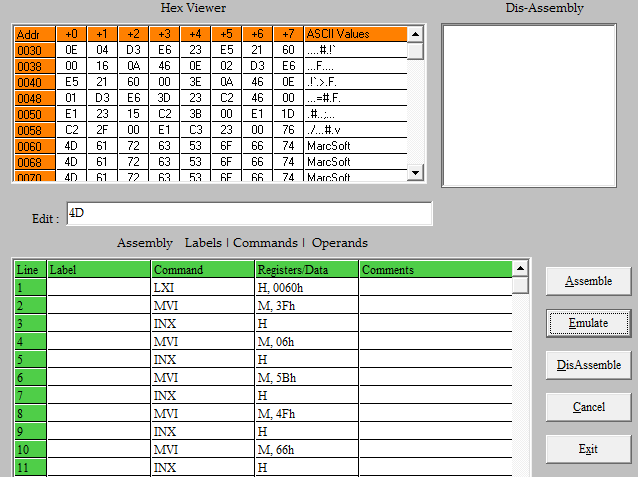 Hex Viewer
Dis-Assembly
Addr +0 +1 +2 +3 +4 +5 +6 +7 ASCII Values
0030 0E 04 D3 E6 23 E5 21 60 ....#.!`
0038 00 16 0A 46 0E 02 D3 E6 ...F....
0040 E5 21 60 00 3E 0A 46 0E .!`.>.F.
0048 01 D3 E6 3D 23 C2 46 00 ...=#.F.
0050 E1 23 15 C2 3B 00 E1 1D .#..;...
0058 C2 2F 00 E1 C3 23 00 76 ./...#.v
0060 4D 61 72 63 53 6F 66 74 MarcSoft
0068 4D 61 72 63 53 6F 66 74 MarcSoft
0070 4D 61 72 63 53 6F 66 74 MarcSoft
Edit : 4D
Assembly Labels | Commands | Operands
Line Label Command Registers/Data Comments
1 LXI H, 0060h
2 MVI M, 3Fh
3 INX H
4 MVI M, 06h
5 INX H
6 MVI M, 5Bh
7 INX H
8 MVI M, 4Fh
9 INX H
10 MVI M, 66h
11 INX H
Assemble
Emulate
DisAssemble
Cancel
Exit